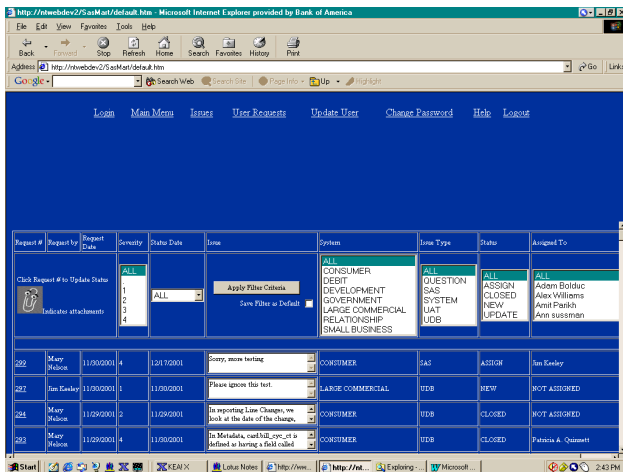 http://ntwebdev2/SasMart/default.htm - Microsoft Internet Explorer provided by Bank of America
File Edit View Favorites Tools Help
Back Forward Stop Refresh Home Search Favorites History Print
Address http://ntwebdev2/SasMart/default.htm Go Links
Google Search Web Search Site Page Info Up Highlight
Login Main Menu Issues User Requests Update User Change Password Help Logout
Request # Request by Request Date Severity Status Date Issue System Issue Type Status Assigned To
Click Request # to Update Status
Indicates attachments
ALL
.
1
2
3
4
ALL
Apply Filter Criteria
Save Filter as Default
ALL
CONSUMER
DEBIT
DEVELOPMENT
GOVERNMENT
LARGE COMMERCIAL
RELATIONSHIP
SMALL BUSINESS
ALL
QUESTION
SAS
SYSTEM
UAT
UDB
ALL
ASSIGN
CLOSED
NEW
UPDATE
ALL
Adam Bolduc
Alex Williams
Amit Parikh
Ann sussman
299 Mary Nelson 11/30/2001 4 12/17/2001 Sorry, more testing CONSUMER SAS ASSIGN Jim Keeley
297 Jim Keeley 11/30/2001 1 11/30/2001 Please ignore this test. LARGE COMMERCIAL UDB NEW NOT ASSIGNED
294 Mary Nelson 11/29/2001 2 11/29/2001 In reporting Line Changes, we look at the date of the change, CONSUMER UDB CLOSED NOT ASSIGNED
293 Mary Nelson 11/29/2001 4 11/30/2001 In Metadata, card.bill_cyc_ct is defined as having a field called CONSUMER UDB CLOSED Patricia A. Quinnett
Start KEA! X Lotus Notes http://ww... http://nt... Exploring - ... Microsoft ... 2:43 PM